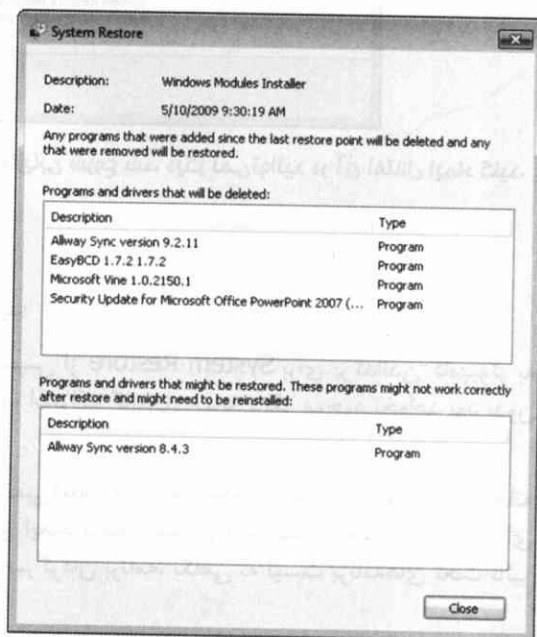 System Restore
Description: Windows Modules Installer
Date: 5/10/2009 9:30:19 AM
Any programs that were added since the last restore point will be deleted and any
that were removed will be restored.
Programs and drivers that will be deleted:
Description Type
Allway Sync version 9.2.11 Program
EasyBCD 1.7.2 1.7.2 Program
Microsoft Vine 1.0.2150.1 Program
Security Update for Microsoft Office PowerPoint 2007 (... Program
Programs and drivers that might be restored. These programs might not work correctly
after restore and might need to be reinstalled:
Description Type
Allway Sync version 8.4.3 Program
Close